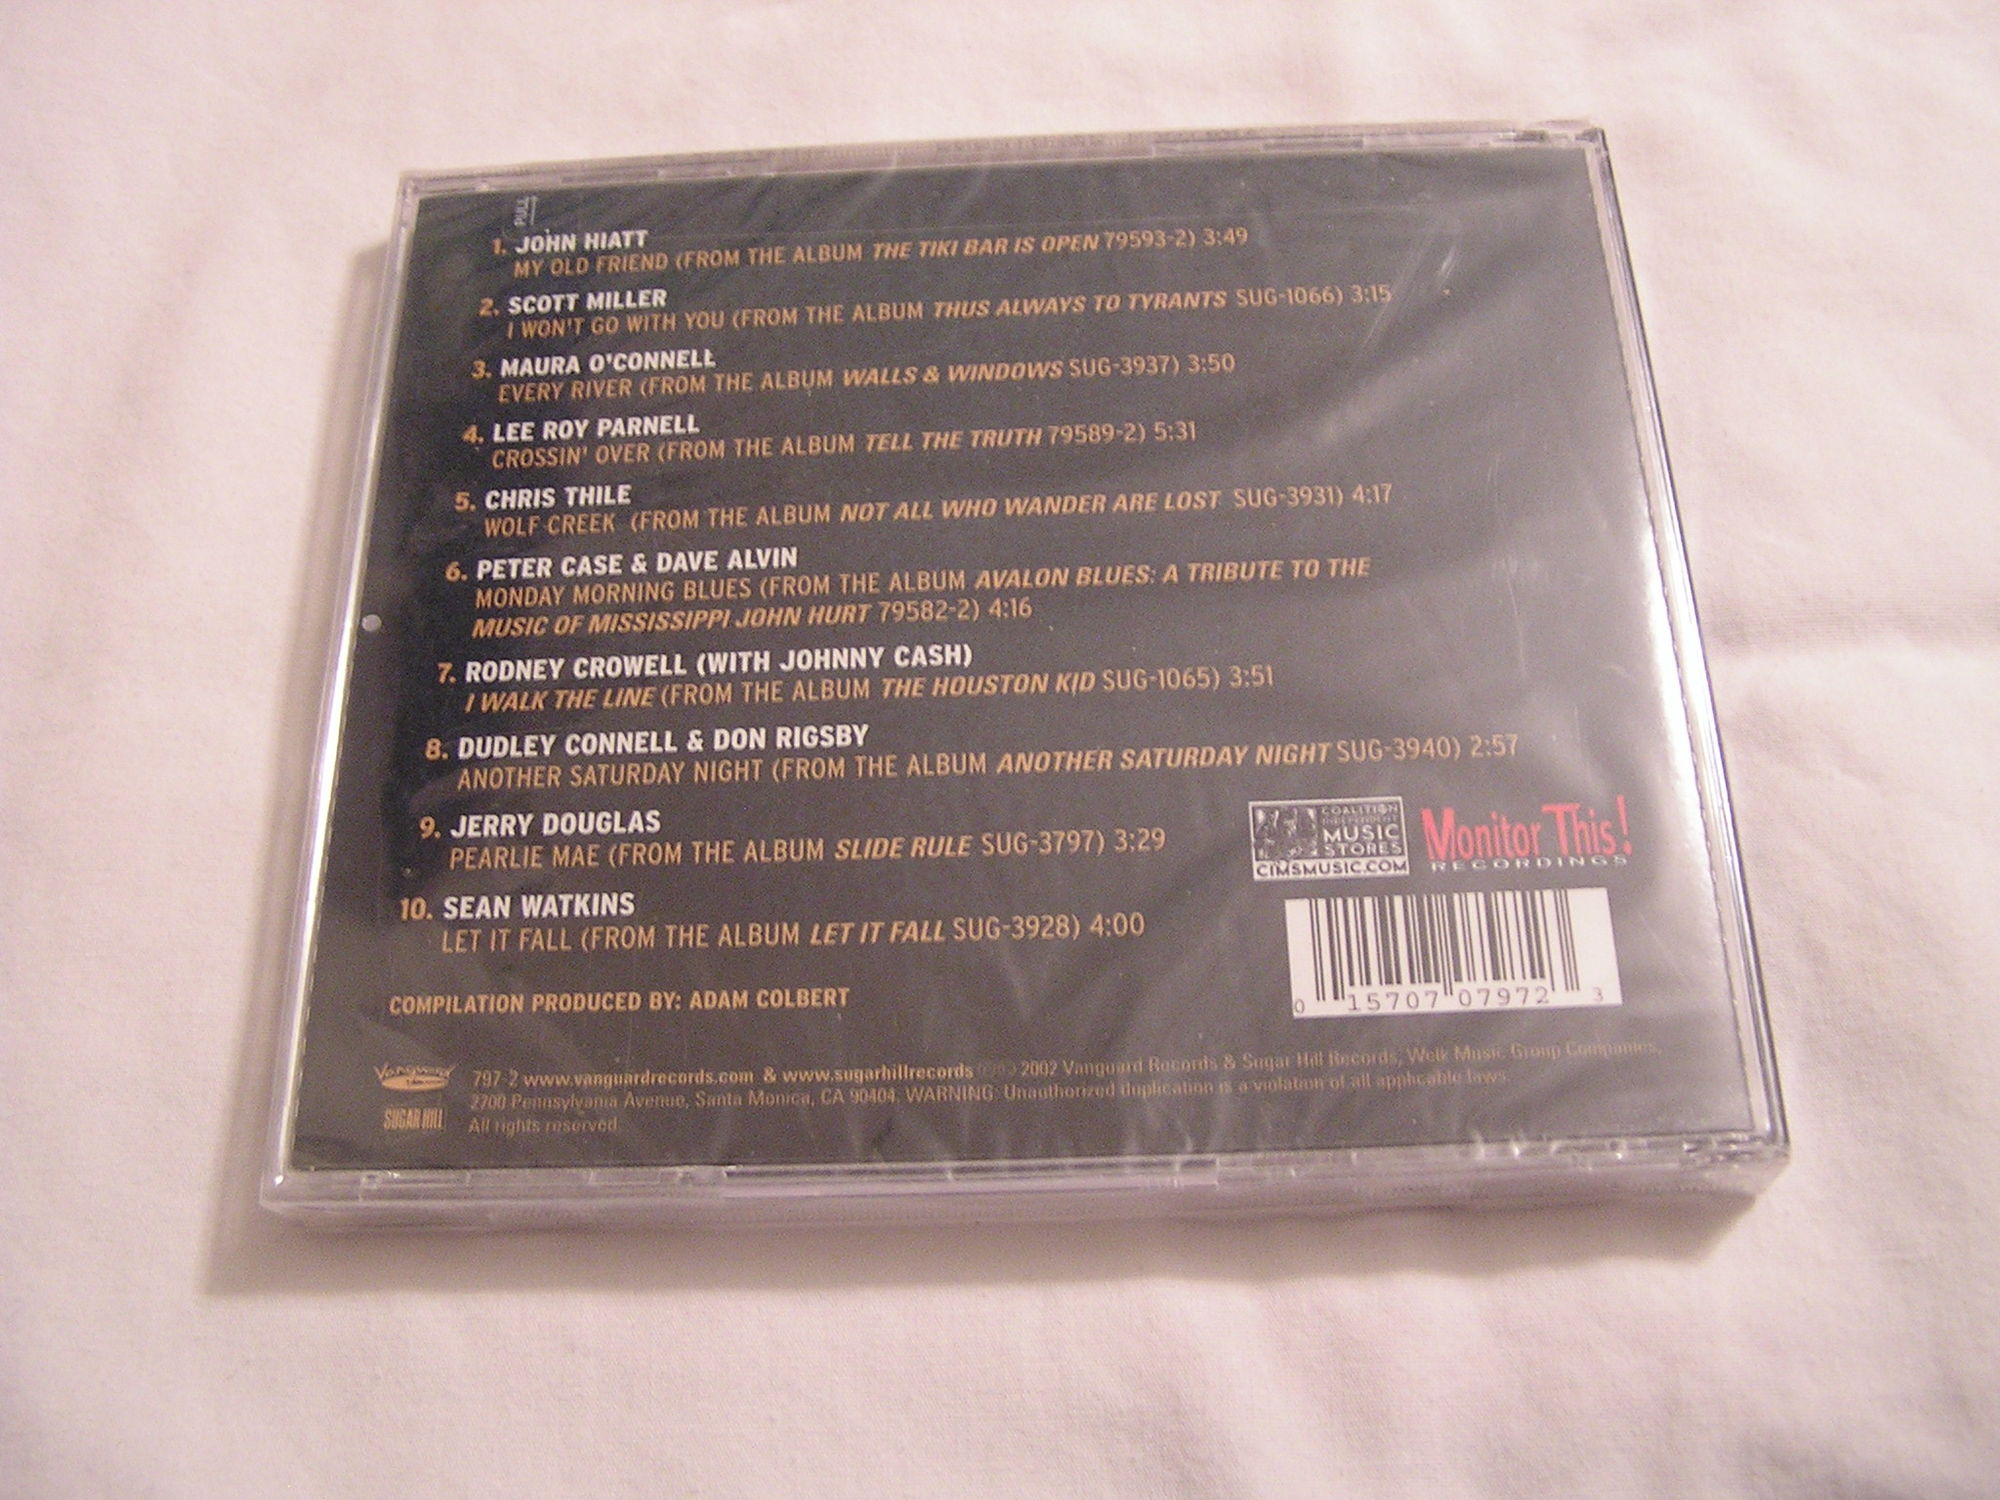 PULL
1. JOHN HIATT
MY OLD FRIEND (FROM THE ALBUM THE TIKI BAR IS OPEN 79593-2) 3:49
2. SCOTT MILLER
I WON'T GO WITH YOU (FROM THE ALBUM THUS ALWAYS TO TYRANTS SUG-1066) 3:15
3. MAURA O'CONNELL
EVERY RIVER (FROM THE ALBUM WALLS & WINDOWS SUG-3937) 3:50
4. LEE ROY PARNELL
CROSSIN' OVER (FROM THE ALBUM TELL THE TRUTH 79589-2) 5:31
5. CHRIS THILE
WOLF CREEK (FROM THE ALBUM NOT ALL WHO WANDER ARE LOST SUG-3931) 4:17
6. PETER CASE & DAVE ALVIN
MONDAY MORNING BLUES (FROM THE ALBUM AVALON BLUES: A TRIBUTE TO THE
MUSIC OF MISSISSIPPI JOHN HURT 79582-2) 4:16
7. RODNEY CROWELL (WITH JOHNNY CASH)
I WALK THE LINE (FROM THE ALBUM THE HOUSTON KID SUG-1065) 3:51
8. DUDLEY CONNELL & DON RIGSBY
ANOTHER SATURDAY NIGHT (FROM THE ALBUM ANOTHER SATURDAY NIGHT SUG-3940) 2:57
9. JERRY DOUGLAS
PEARLIE MAE (FROM THE ALBUM SLIDE RULE SUG-3797) 3:29
10. SEAN WATKINS
LET IT FALL (FROM THE ALBUM LET IT FALL SUG-3928) 4:00
COALITION
INDEPENDENT
MUSIC
STORES
CIMSMUSIC.COM
Monitor This!
RECORDINGS
COMPILATION PRODUCED BY: ADAM COLBERT
0 15707 07972 3
Vanguard
SUGAR HILL
797-2 www.vanguardrecords.com & www.sugarhillrecords 2002 Vanguard Records & Sugar Hill Records, Welk Music Group Companies,
2700 Pennsylvania Avenue, Santa Monica, CA 90404. WARNING: Unauthorized duplication is a violation of all applicable laws.
All rights reserved